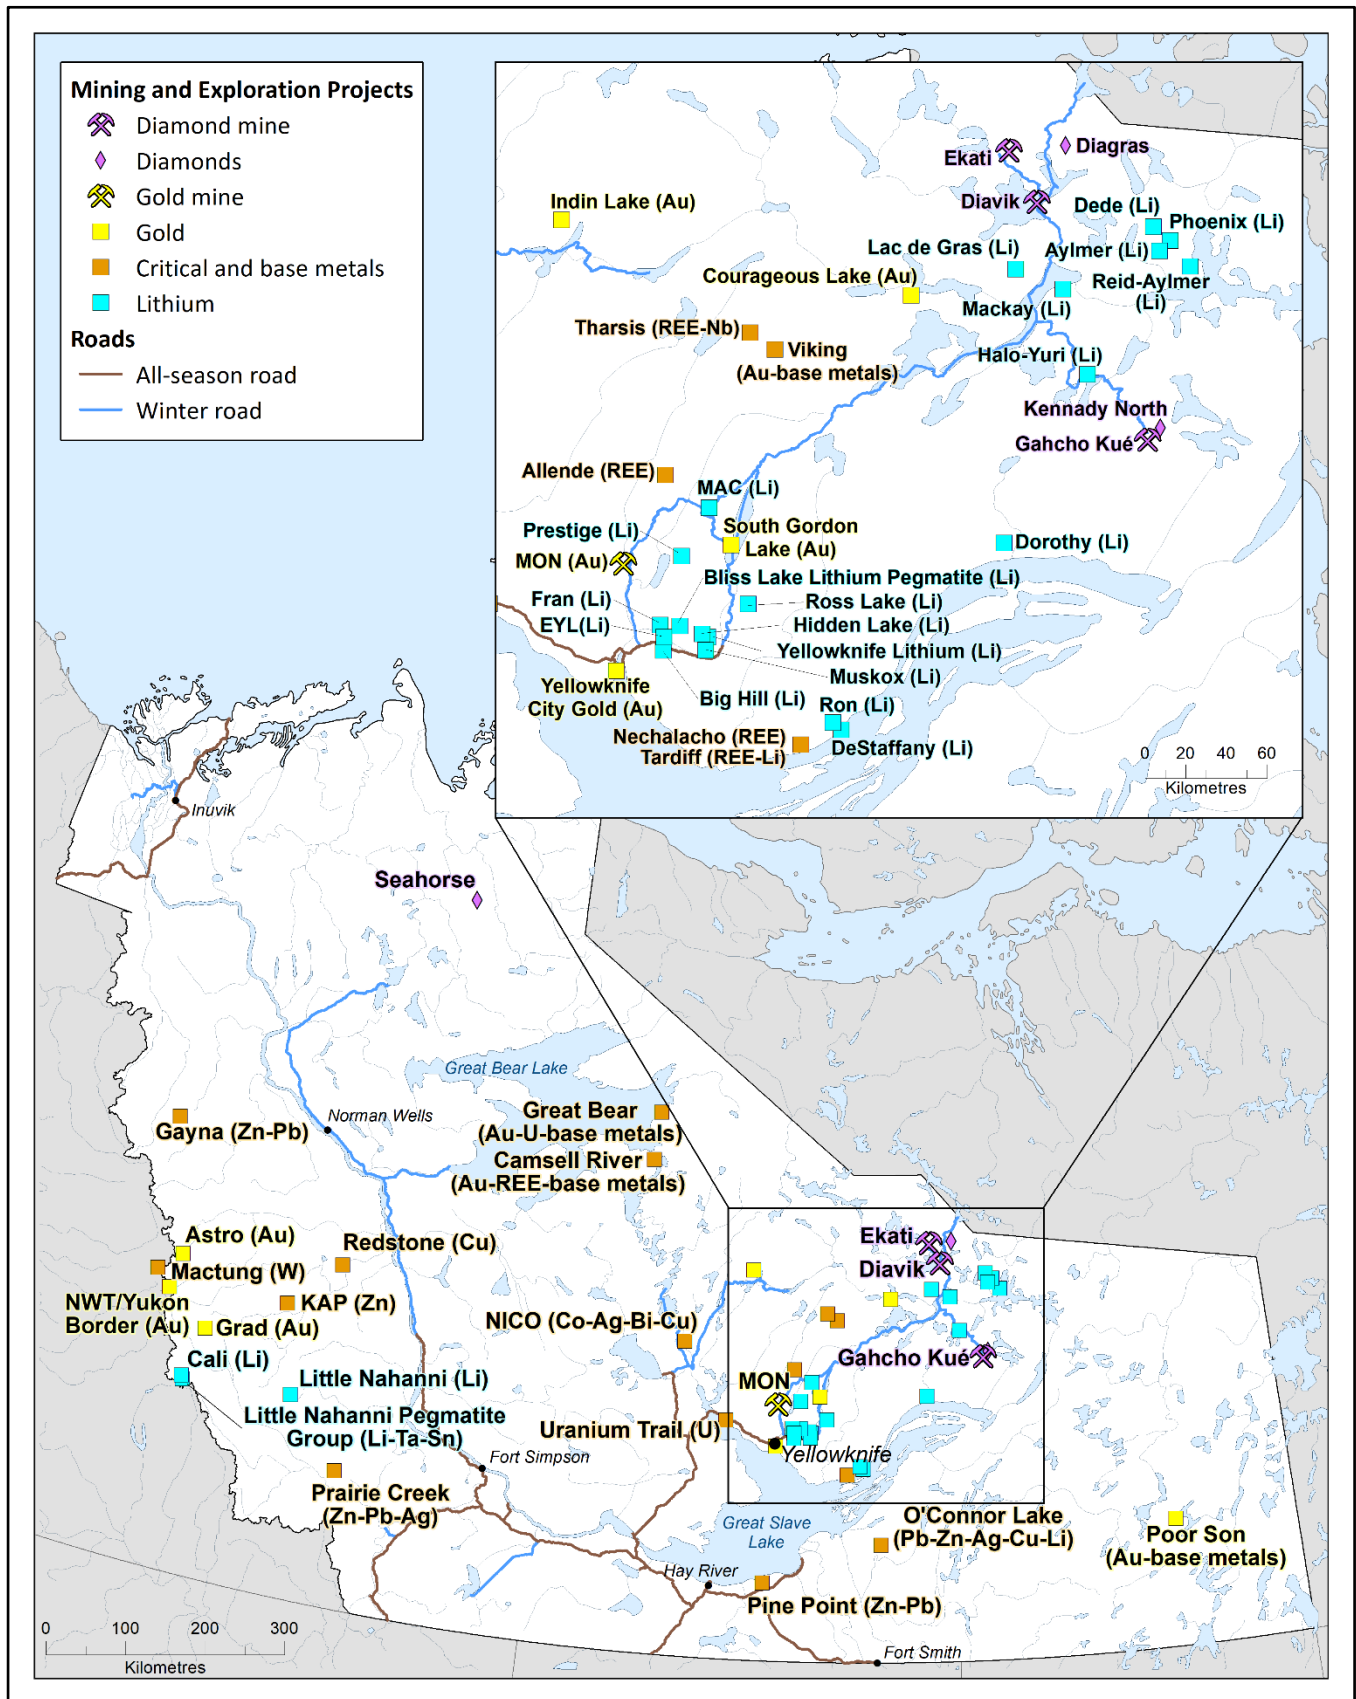 Mining and Exploration Projects
Diamond mine
Diamonds
Gold mine
Gold
Critical and base metals
Lithium
Roads
All-season road
Winter road
Ekati
Diagras
Diavik
Indin Lake (Au)
Dede (Li)
Phoenix (Li)
Lac de Gras (Li)
Aylmer (Li)
Courageous Lake (Au)
Reid-Aylmer
(Li)
Mackay (Li)
Tharsis (REE-Nb)
Viking
(Au-base metals)
Halo-Yuri (Li)
Kennady North
Gahcho Kué
Allende (REE)
MAC (Li)
Prestige (Li)
South Gordon
Lake (Au)
MON (Au)
Dorothy (Li)
Bliss Lake Lithium Pegmatite (Li)
Fran (Li)
Ross Lake (Li)
EYL(Li)
Hidden Lake (Li)
Yellowknife Lithium (Li)
Muskox (Li)
Yellowknife
City Gold (Au)
Big Hill (Li)
Ron (Li)
Nechalacho (REE)
Tardiff (REE-Li)
DeStaffany (Li)
0 20 40 60
Kilometres
Inuvik
Seahorse
Great Bear Lake
Norman Wells
Gayna (Zn-Pb)
Great Bear
(Au-U-base metals)
Camsell River
(Au-REE-base metals)
Astro (Au)
Redstone (Cu)
Mactung (W)
NWT/Yukon
Border (Au)
KAP (Zn)
Grad (Au)
NICO (Co-Ag-Bi-Cu)
Ekati
Diavik
Gahcho Kué
MON
Cali (Li)
Little Nahanni (Li)
Little Nahanni Pegmatite
Group (Li-Ta-Sn)
Uranium Trail (U)
Yellowknife
Fort Simpson
Prairie Creek
(Zn-Pb-Ag)
Great Slave
Lake
O'Connor Lake
(Pb-Zn-Ag-Cu-Li)
Poor Son
(Au-base metals)
Hay River
Pine Point (Zn-Pb)
Fort Smith
0 100 200 300
Kilometres